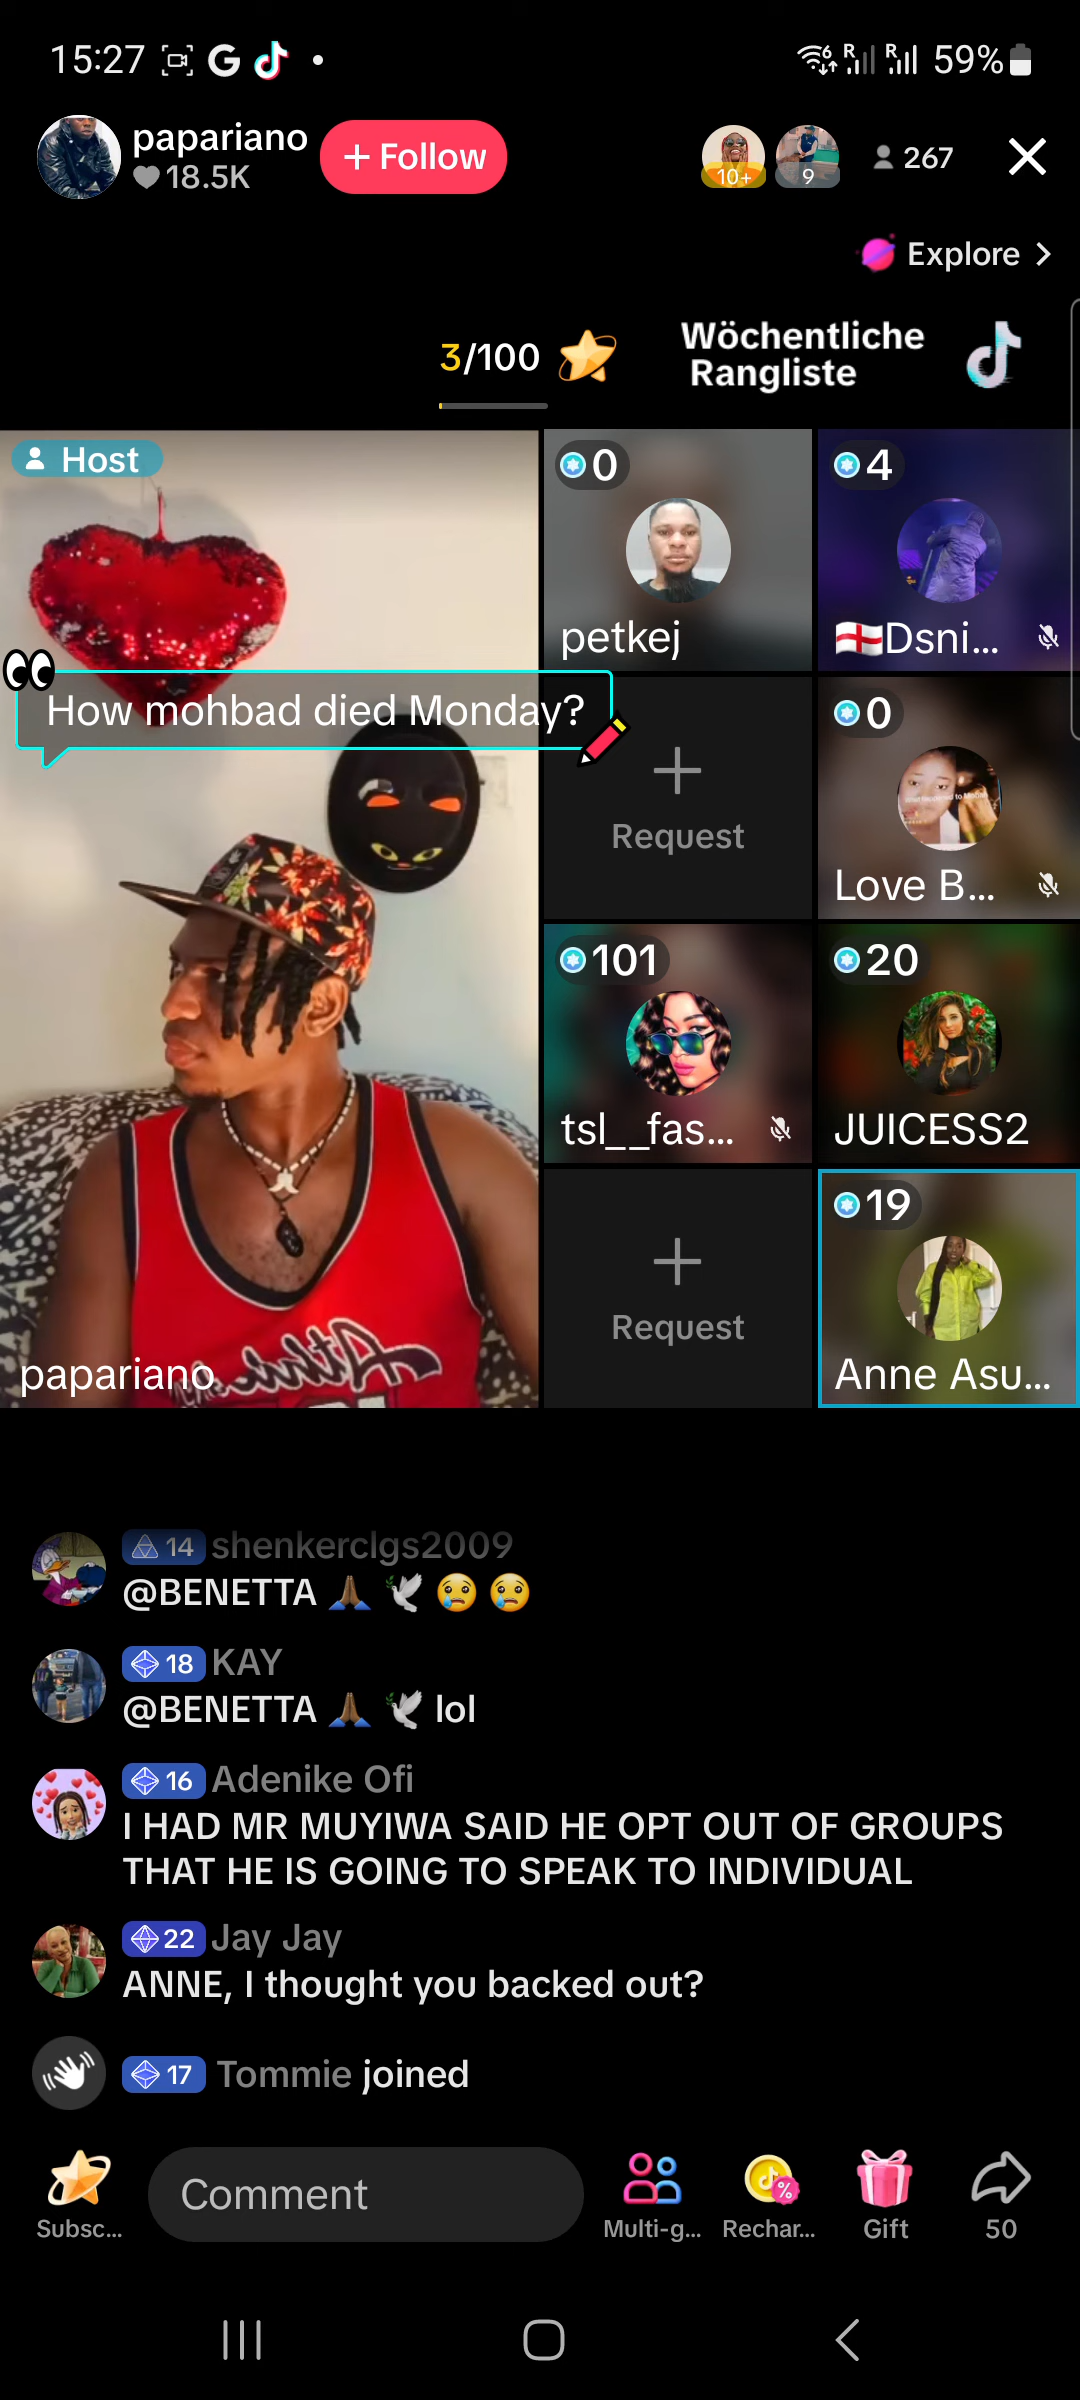 15:27
59%
papariano
18.5K
+ Follow
10+
9
267
Explore >
3/100
Wöchentliche
Rangliste
Host
0
petkej
4
Dsni...
How mohbad died Monday?
Request
0
Love B...
101
tsl__fas...
20
JUICESS2
Request
19
Anne Asu...
papariano
14 shenkerclgs2009
@BENETTA 🙏🏾 🕊 😢 😢
18 KAY
@BENETTA 🙏🏾 🕊 lol
16 Adenike Ofi
I HAD MR MUYIWA SAID HE OPT OUT OF GROUPS
THAT HE IS GOING TO SPEAK TO INDIVIDUAL
22 Jay Jay
ANNE, I thought you backed out?
17 Tommie joined
Comment
Subsc...
Multi-g...
Rechar...
Gift
50